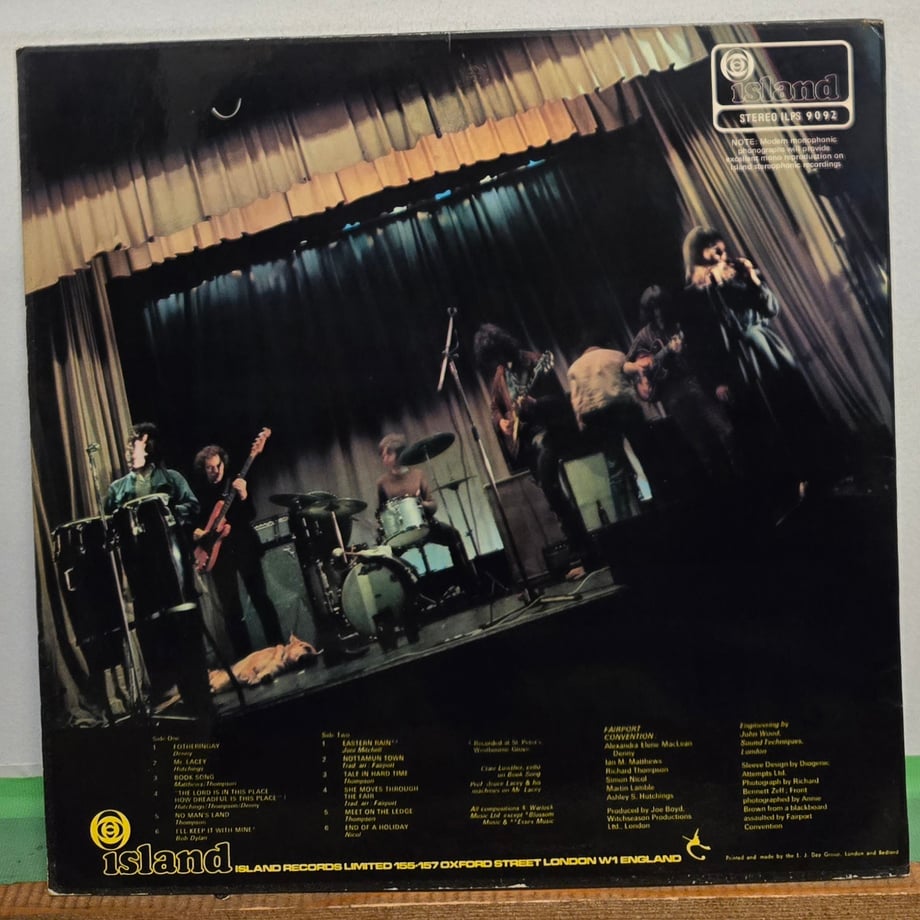 island
STEREO ILPS 9092
NOTE: Modern monophonic
phonographs will provide
excellent mono reproduction on
Island stereophonic recordings
Side One
1 FOTHERINGAY
Denny
2 Mr. LACEY
Hutchings
3 BOOK SONG
Matthews/Thompson
4 "THE LORD IS IN THIS PLACE
HOW DREADFUL IS THIS PLACE"
Hutchings/Thompson/Denny
5 NO MAN'S LAND
Thompson
6 I'LL KEEP IT WITH MINE
Bob Dylan
Side Two
1 EASTERN RAIN
Joni Mitchell
2 NOTTAMUN TOWN
Trad. arr. Fairport
3 TALE IN HARD TIME
Thompson
4 SHE MOVES THROUGH
THE FAIR
Trad. arr. Fairport
5 MEET ON THE LEDGE
Thompson
6 END OF A HOLIDAY
Nicol
Recorded at St. Peter's
Westbourne Grove
Clare Lowther, cello
on Book Song
Prof. Bruce Lacey & his
machines on Mr. Lacey
All compositions © Warlock
Music Ltd except *Blossom
Music & **Essex Music
FAIRPORT
CONVENTION
Alexandra Elene MacLean
Denny
Ian M. Matthews
Richard Thompson
Simon Nicol
Martin Lamble
Ashley S. Hutchings
Produced by Joe Boyd,
Witchseason Productions
Ltd., London
Engineering by
John Wood,
Sound Techniques,
London
Sleeve Design by Diogenic
Attempts Ltd.
Photograph by Richard
Bennett Zeff; Front
photographed by Annie
Brown from a blackboard
assaulted by Fairport
Convention
island ISLAND RECORDS LIMITED 155-157 OXFORD STREET LONDON W1 ENGLAND
Printed and made by the E. J. Day Group, London and Bedford